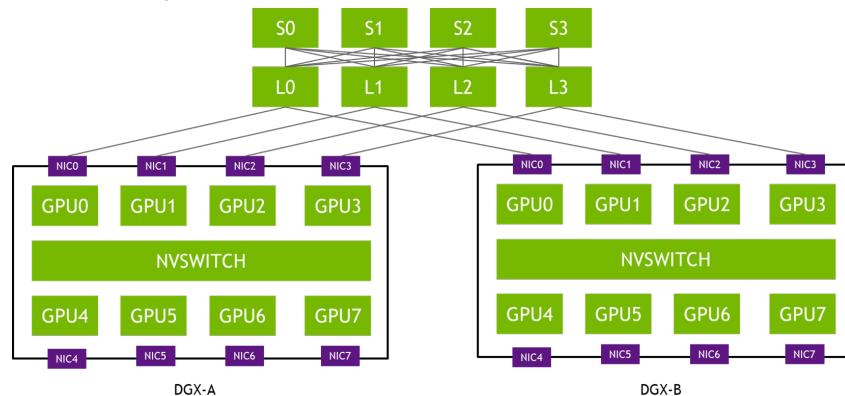 S0 S1 S2 S3
L0 L1 L2 L3
NIC0 NIC1 NIC2 NIC3 NIC0 NIC1 NIC2 NIC3
GPU0 GPU1 GPU2 GPU3 GPU0 GPU1 GPU2 GPU3
NVSWITCH NVSWITCH
GPU4 GPU5 GPU6 GPU7 GPU4 GPU5 GPU6 GPU7
NIC4 NIC5 NIC6 NIC7 NIC4 NIC5 NIC6 NIC7
DGX-A DGX-B